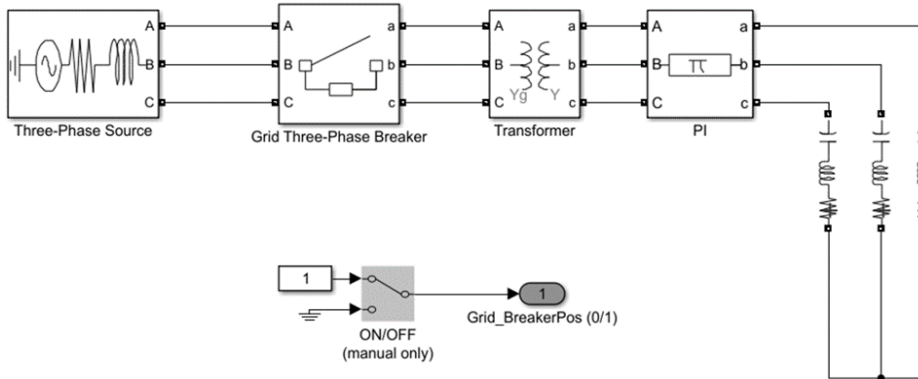 A A a A a A a
B B b B b B π b
C C c C Yg Y c C c
Three-Phase Source
Grid Three-Phase Breaker
Transformer
PI
1
1
ON/OFF
(manual only)
Grid_BreakerPos (0/1)